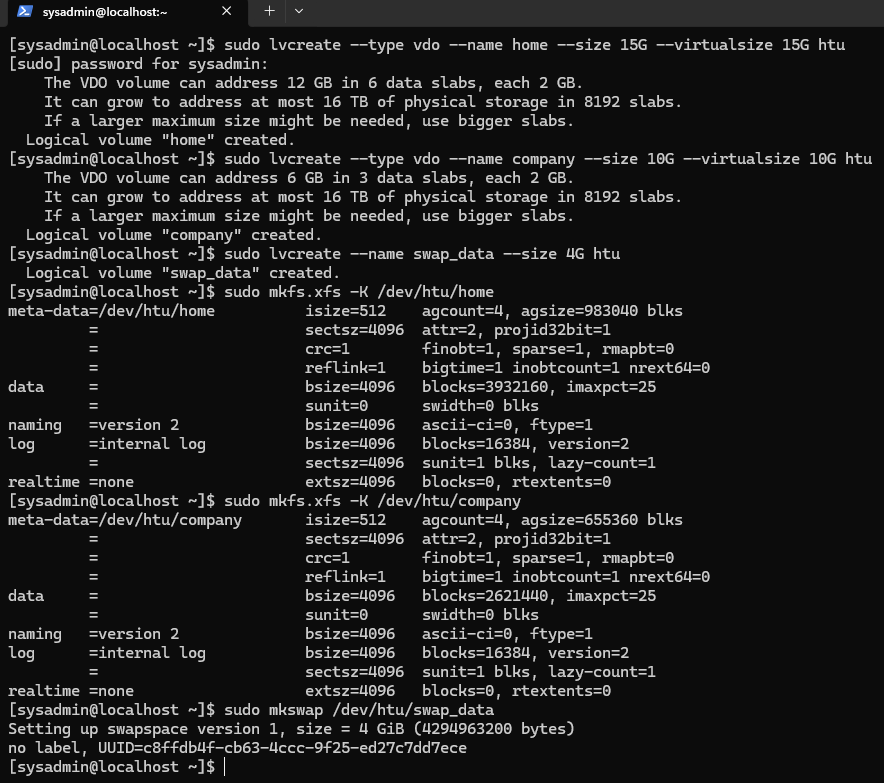 sysadmin@localhost:~
[sysadmin@localhost ~]$ sudo lvcreate --type vdo --name home --size 15G --virtualsize 15G htu
[sudo] password for sysadmin:
    The VDO volume can address 12 GB in 6 data slabs, each 2 GB.
    It can grow to address at most 16 TB of physical storage in 8192 slabs.
    If a larger maximum size might be needed, use bigger slabs.
  Logical volume "home" created.
[sysadmin@localhost ~]$ sudo lvcreate --type vdo --name company --size 10G --virtualsize 10G htu
    The VDO volume can address 6 GB in 3 data slabs, each 2 GB.
    It can grow to address at most 16 TB of physical storage in 8192 slabs.
    If a larger maximum size might be needed, use bigger slabs.
  Logical volume "company" created.
[sysadmin@localhost ~]$ sudo lvcreate --name swap_data --size 4G htu
  Logical volume "swap_data" created.
[sysadmin@localhost ~]$ sudo mkfs.xfs -K /dev/htu/home
meta-data=/dev/htu/home          isize=512    agcount=4, agsize=983040 blks
         =                       sectsz=4096  attr=2, projid32bit=1
         =                       crc=1        finobt=1, sparse=1, rmapbt=0
         =                       reflink=1    bigtime=1 inobtcount=1 nrext64=0
data     =                       bsize=4096   blocks=3932160, imaxpct=25
         =                       sunit=0      swidth=0 blks
naming   =version 2              bsize=4096   ascii-ci=0, ftype=1
log      =internal log           bsize=4096   blocks=16384, version=2
         =                       sectsz=4096  sunit=1 blks, lazy-count=1
realtime =none                   extsz=4096   blocks=0, rtextents=0
[sysadmin@localhost ~]$ sudo mkfs.xfs -K /dev/htu/company
meta-data=/dev/htu/company       isize=512    agcount=4, agsize=655360 blks
         =                       sectsz=4096  attr=2, projid32bit=1
         =                       crc=1        finobt=1, sparse=1, rmapbt=0
         =                       reflink=1    bigtime=1 inobtcount=1 nrext64=0
data     =                       bsize=4096   blocks=2621440, imaxpct=25
         =                       sunit=0      swidth=0 blks
naming   =version 2              bsize=4096   ascii-ci=0, ftype=1
log      =internal log           bsize=4096   blocks=16384, version=2
         =                       sectsz=4096  sunit=1 blks, lazy-count=1
realtime =none                   extsz=4096   blocks=0, rtextents=0
[sysadmin@localhost ~]$ sudo mkswap /dev/htu/swap_data
Setting up swapspace version 1, size = 4 GiB (4294963200 bytes)
no label, UUID=c8ffdb4f-cb63-4ccc-9f25-ed27c7dd7ece
[sysadmin@localhost ~]$